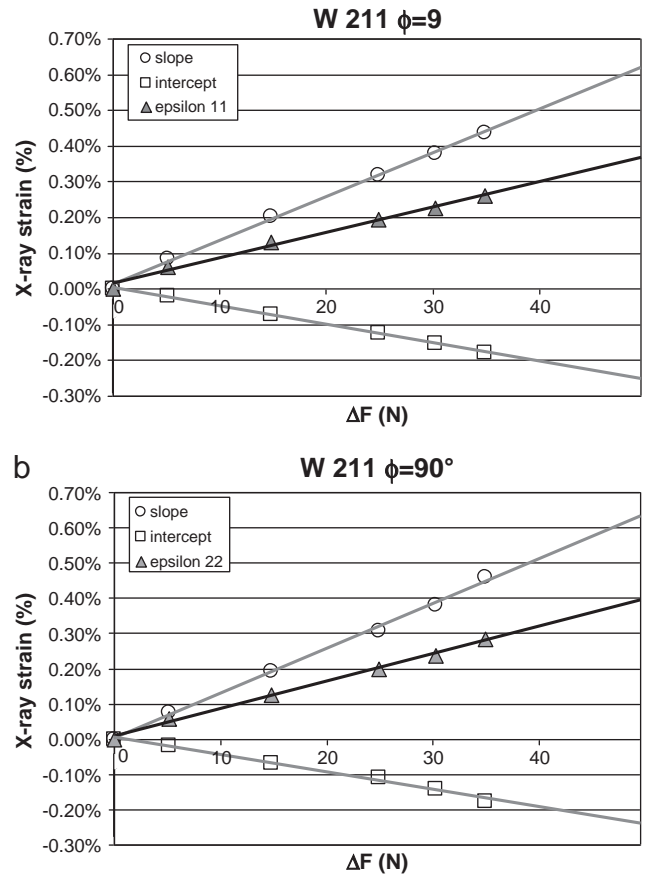 W 211 ϕ=9
0.70%
0.60%
0.50%
0.40%
0.30%
0.20%
0.10%
0.00%
-0.10%
-0.20%
-0.30%
X-ray strain (%)
slope
intercept
epsilon 11
0 10 20 30 40
ΔF (N)
b
W 211 ϕ=90°
0.70%
0.60%
0.50%
0.40%
0.30%
0.20%
0.10%
0.00%
-0.10%
-0.20%
-0.30%
X-ray strain (%)
slope
intercept
epsilon 22
0 10 20 30 40
ΔF (N)